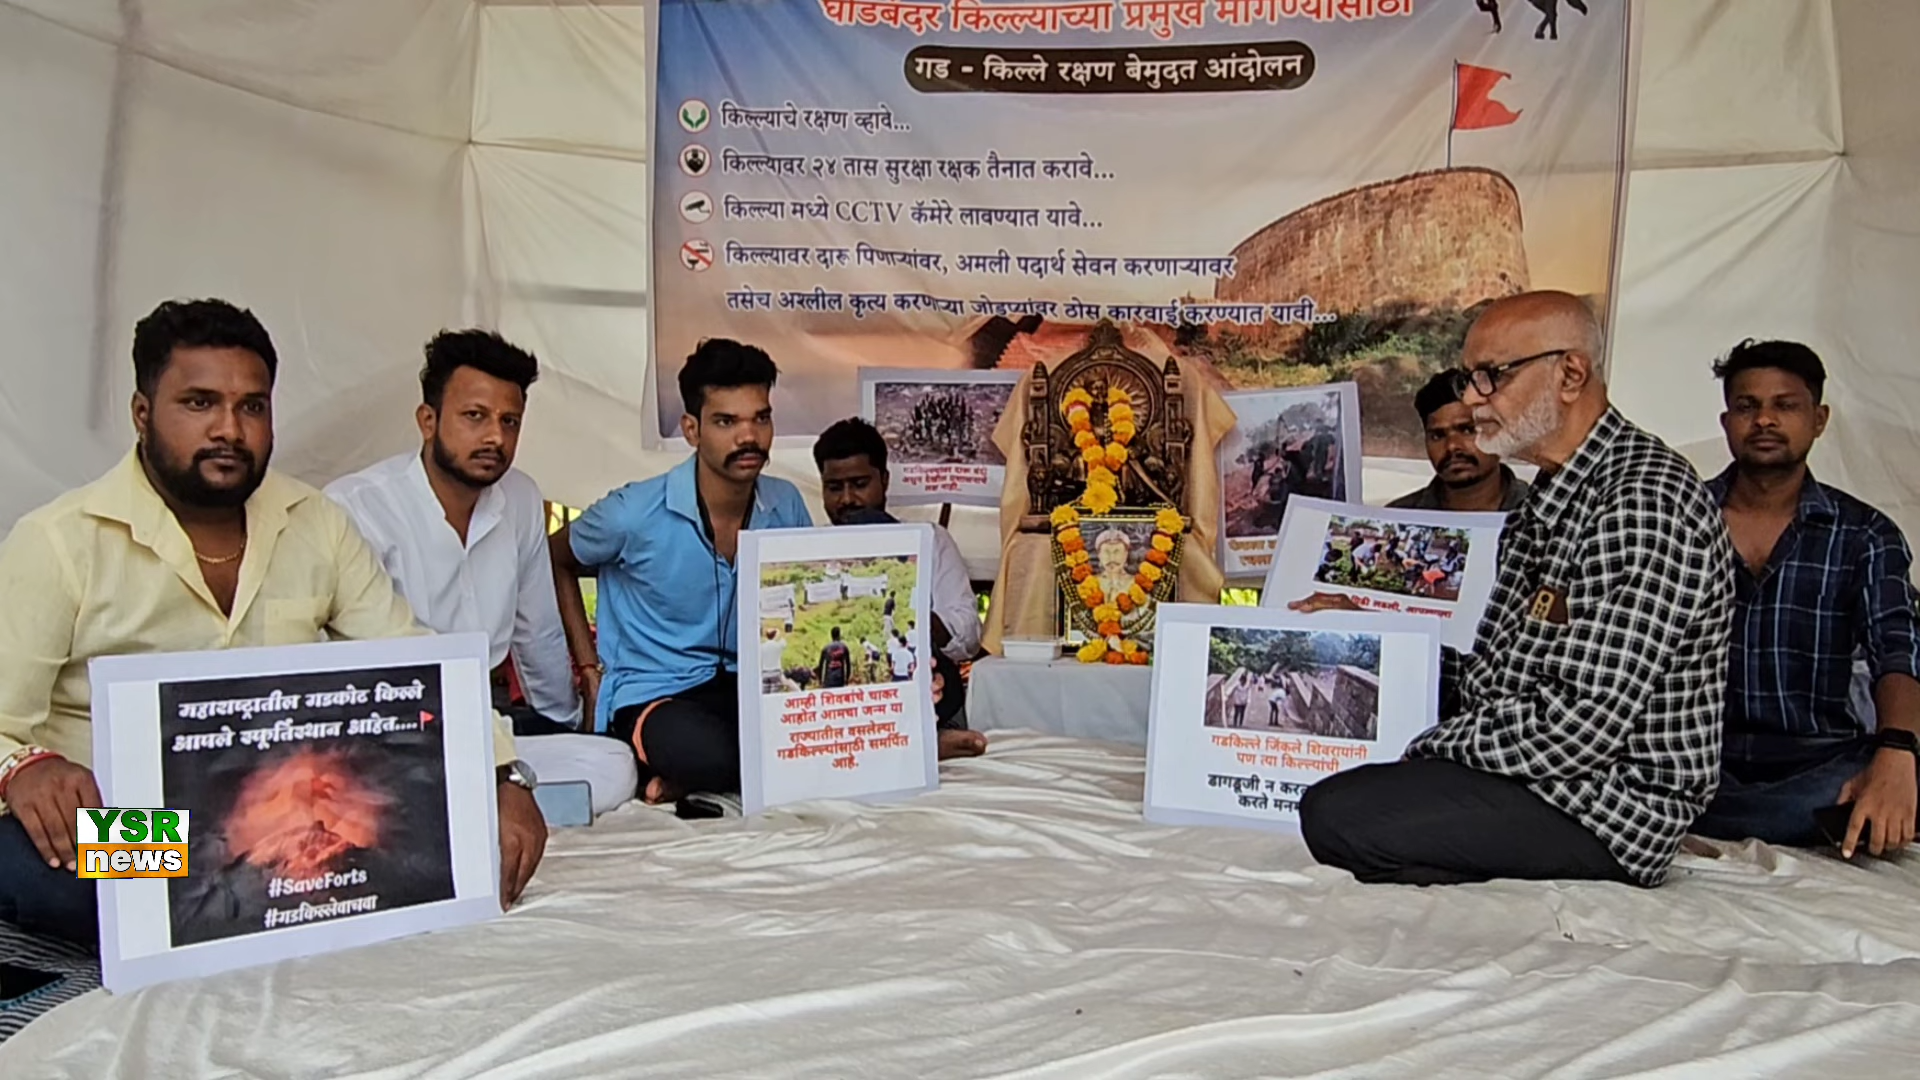 घोडबंदर किल्ल्याच्या प्रमुख मागण्यांसाठी
गड - किल्ले रक्षण बेमुदत आंदोलन
किल्ल्याचे रक्षण व्हावे...
किल्ल्यावर २४ तास सुरक्षा रक्षक तैनात करावे...
किल्ल्या मध्ये CCTV कॅमेरे लावण्यात यावे...
किल्ल्यावर दारू पिणाऱ्यांवर, अमली पदार्थ सेवन करणाऱ्यावर
तसेच अश्लील कृत्य करणाऱ्या जोडप्यांवर ठोस कारवाई करण्यात यावी...
महाराष्ट्रातील गडकोट किल्ले
आपले स्फूर्तिस्थान आहेत....
#SaveForts
#गडकिल्लेवाचवा
YSR
news
आम्ही शिवबांचे चाकर
आहोत आमचा जन्म या
राज्यातील वसलेल्या
गडकिल्ल्यांसाठी समर्पित
आहे.
गडकिल्ले जिंकले शिवरायांनी
पण त्या किल्ल्यांची
डागडूजी न
करते